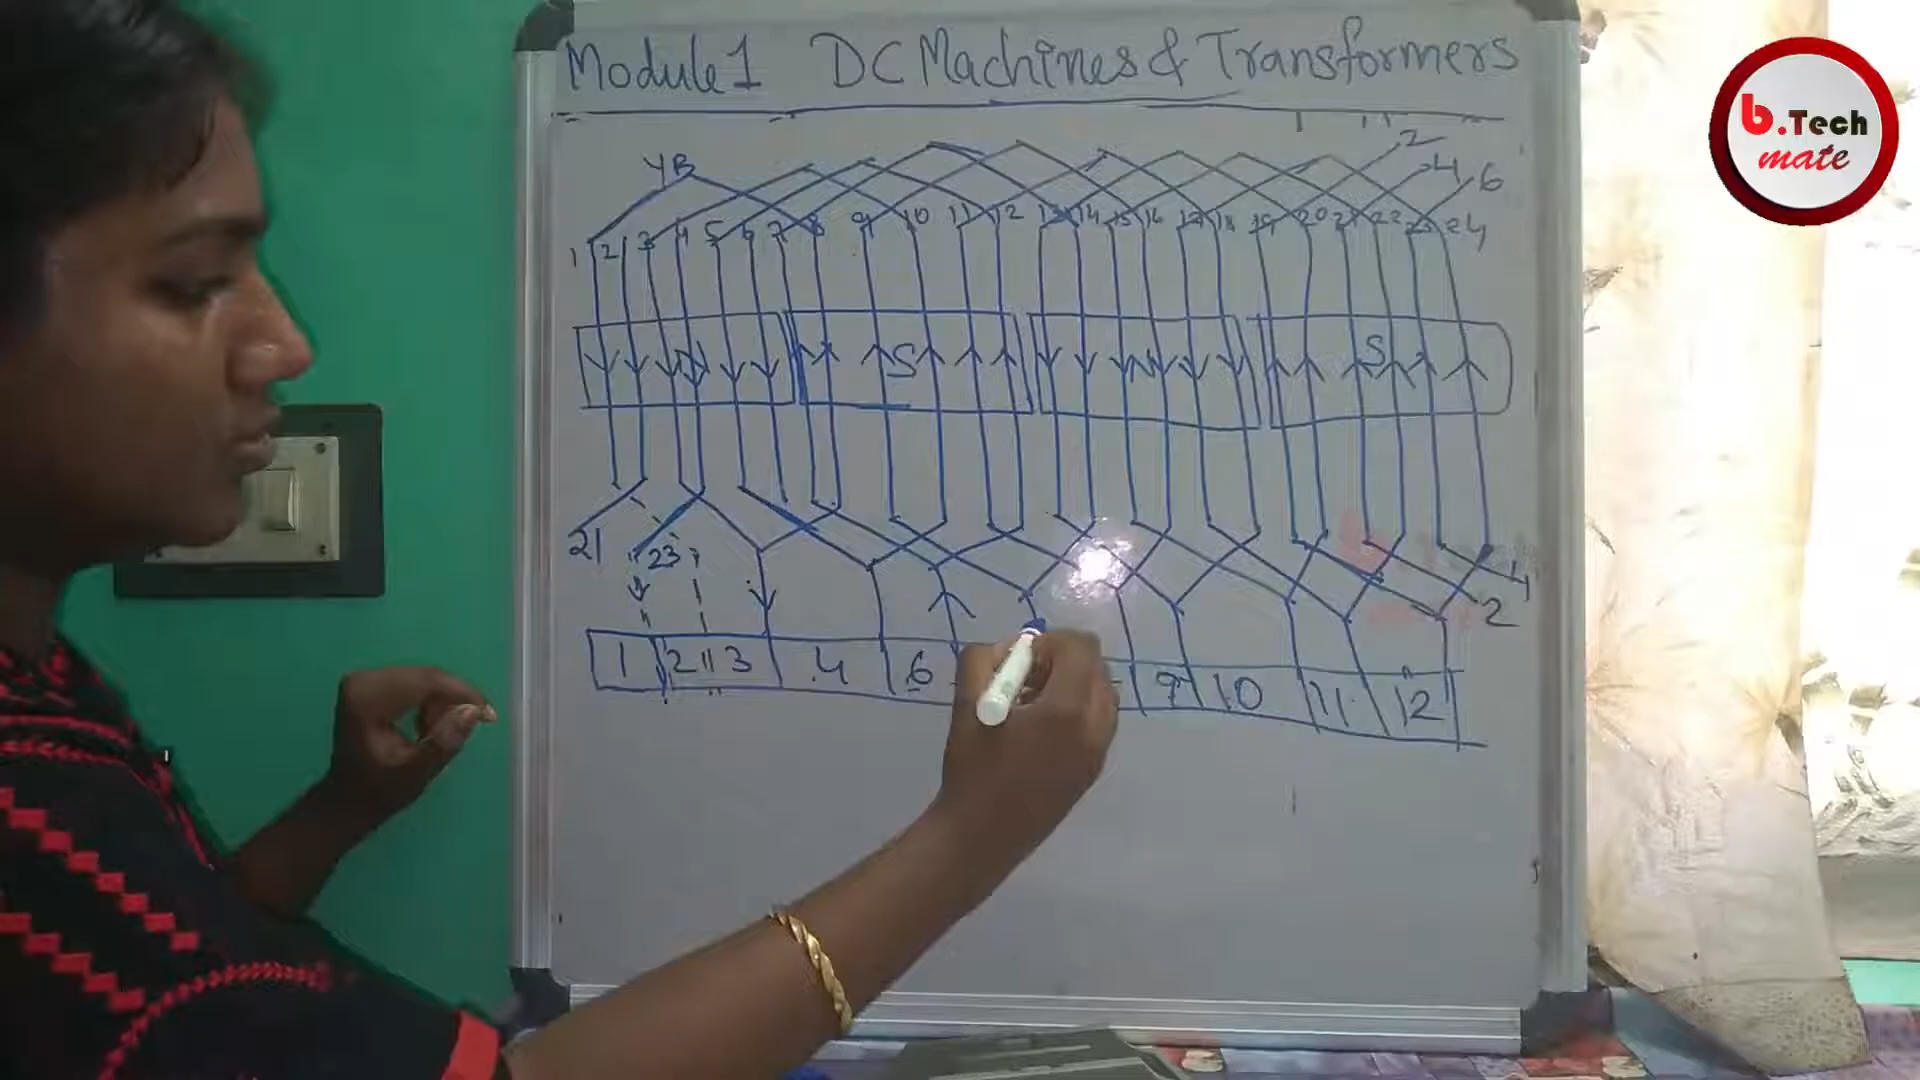 Module 1 DC Machines & Transformers
b.Tech
mate
YB
2
4
6
1 2 3 4 5 6 7 8 9 10 11 12 13 14 15 16 17 18 19 20 21 22 23 24
N S N S
21 23
2
1 2 3 4 6 9 10 11 12